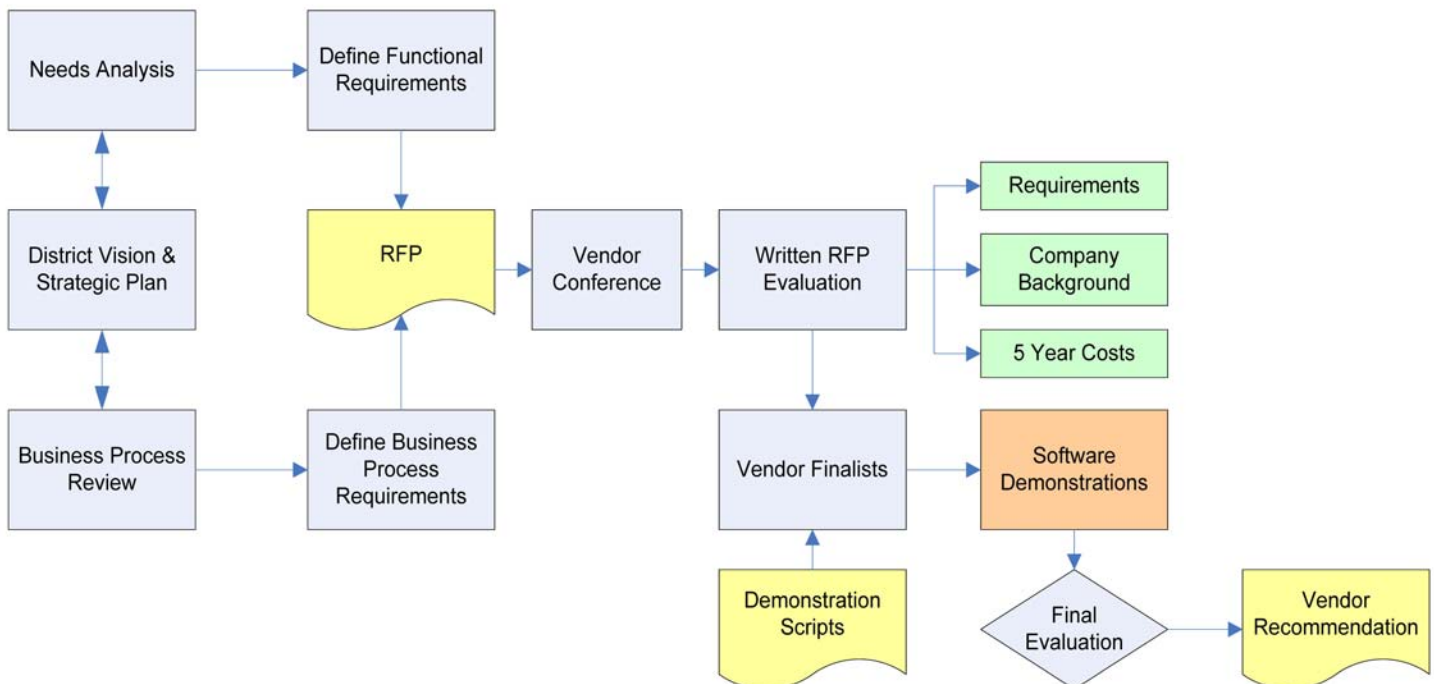 Needs Analysis
Define Functional
Requirements
District Vision &
Strategic Plan
RFP
Vendor
Conference
Written RFP
Evaluation
Requirements
Company
Background
5 Year Costs
Business Process
Review
Define Business
Process
Requirements
Vendor Finalists
Software
Demonstrations
Demonstration
Scripts
Final
Evaluation
Vendor
Recommendation